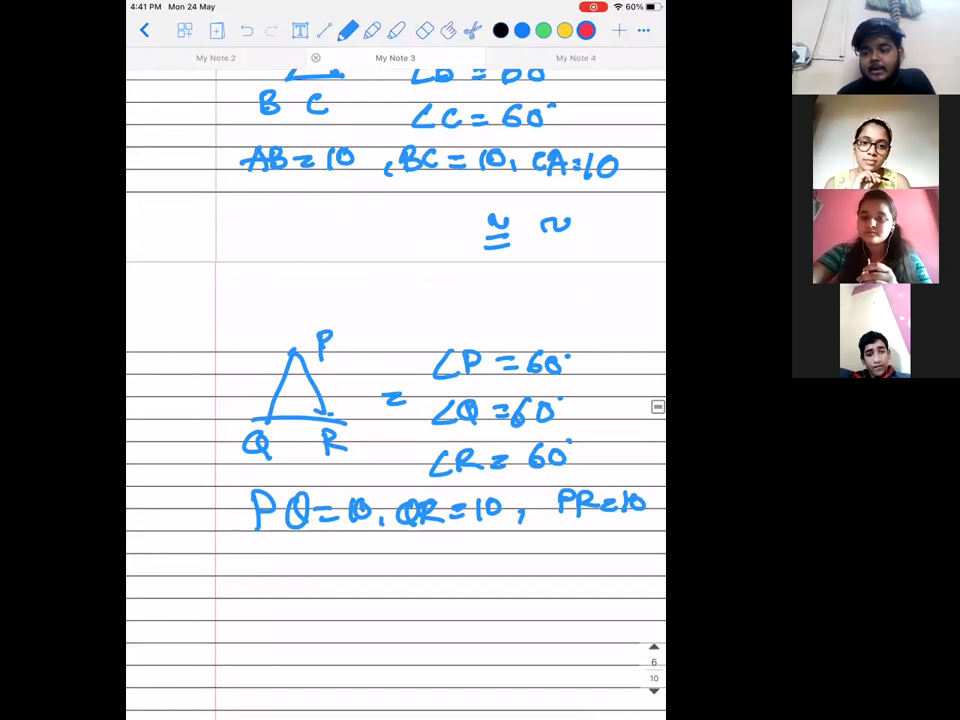 4:41 PM Mon 24 May 60%
My Note 2 My Note 3 My Note 4
∠C = 60°
B C
AB = 10 , BC = 10, CA = 10
≅ ~
P
∠P = 60°
=
∠Q = 60°
Q R
∠R = 60°
PQ = 10, QR = 10, PR = 10
6
10